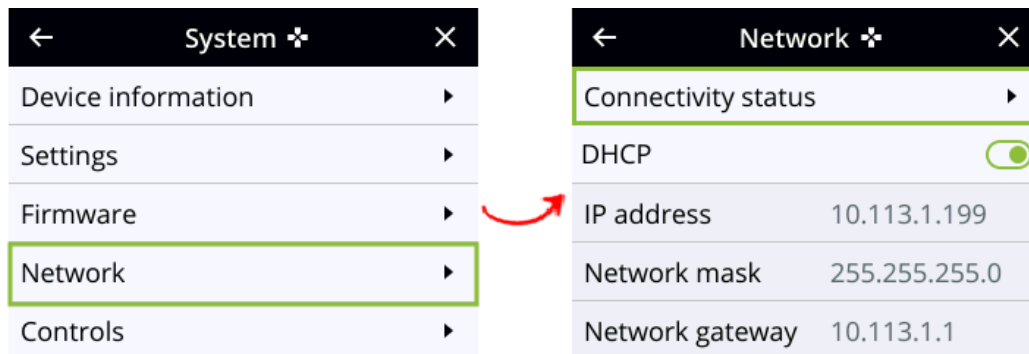 System
Device information
Settings
Firmware
Network
Controls
Network
Connectivity status
DHCP
IP address 10.113.1.199
Network mask 255.255.255.0
Network gateway 10.113.1.1